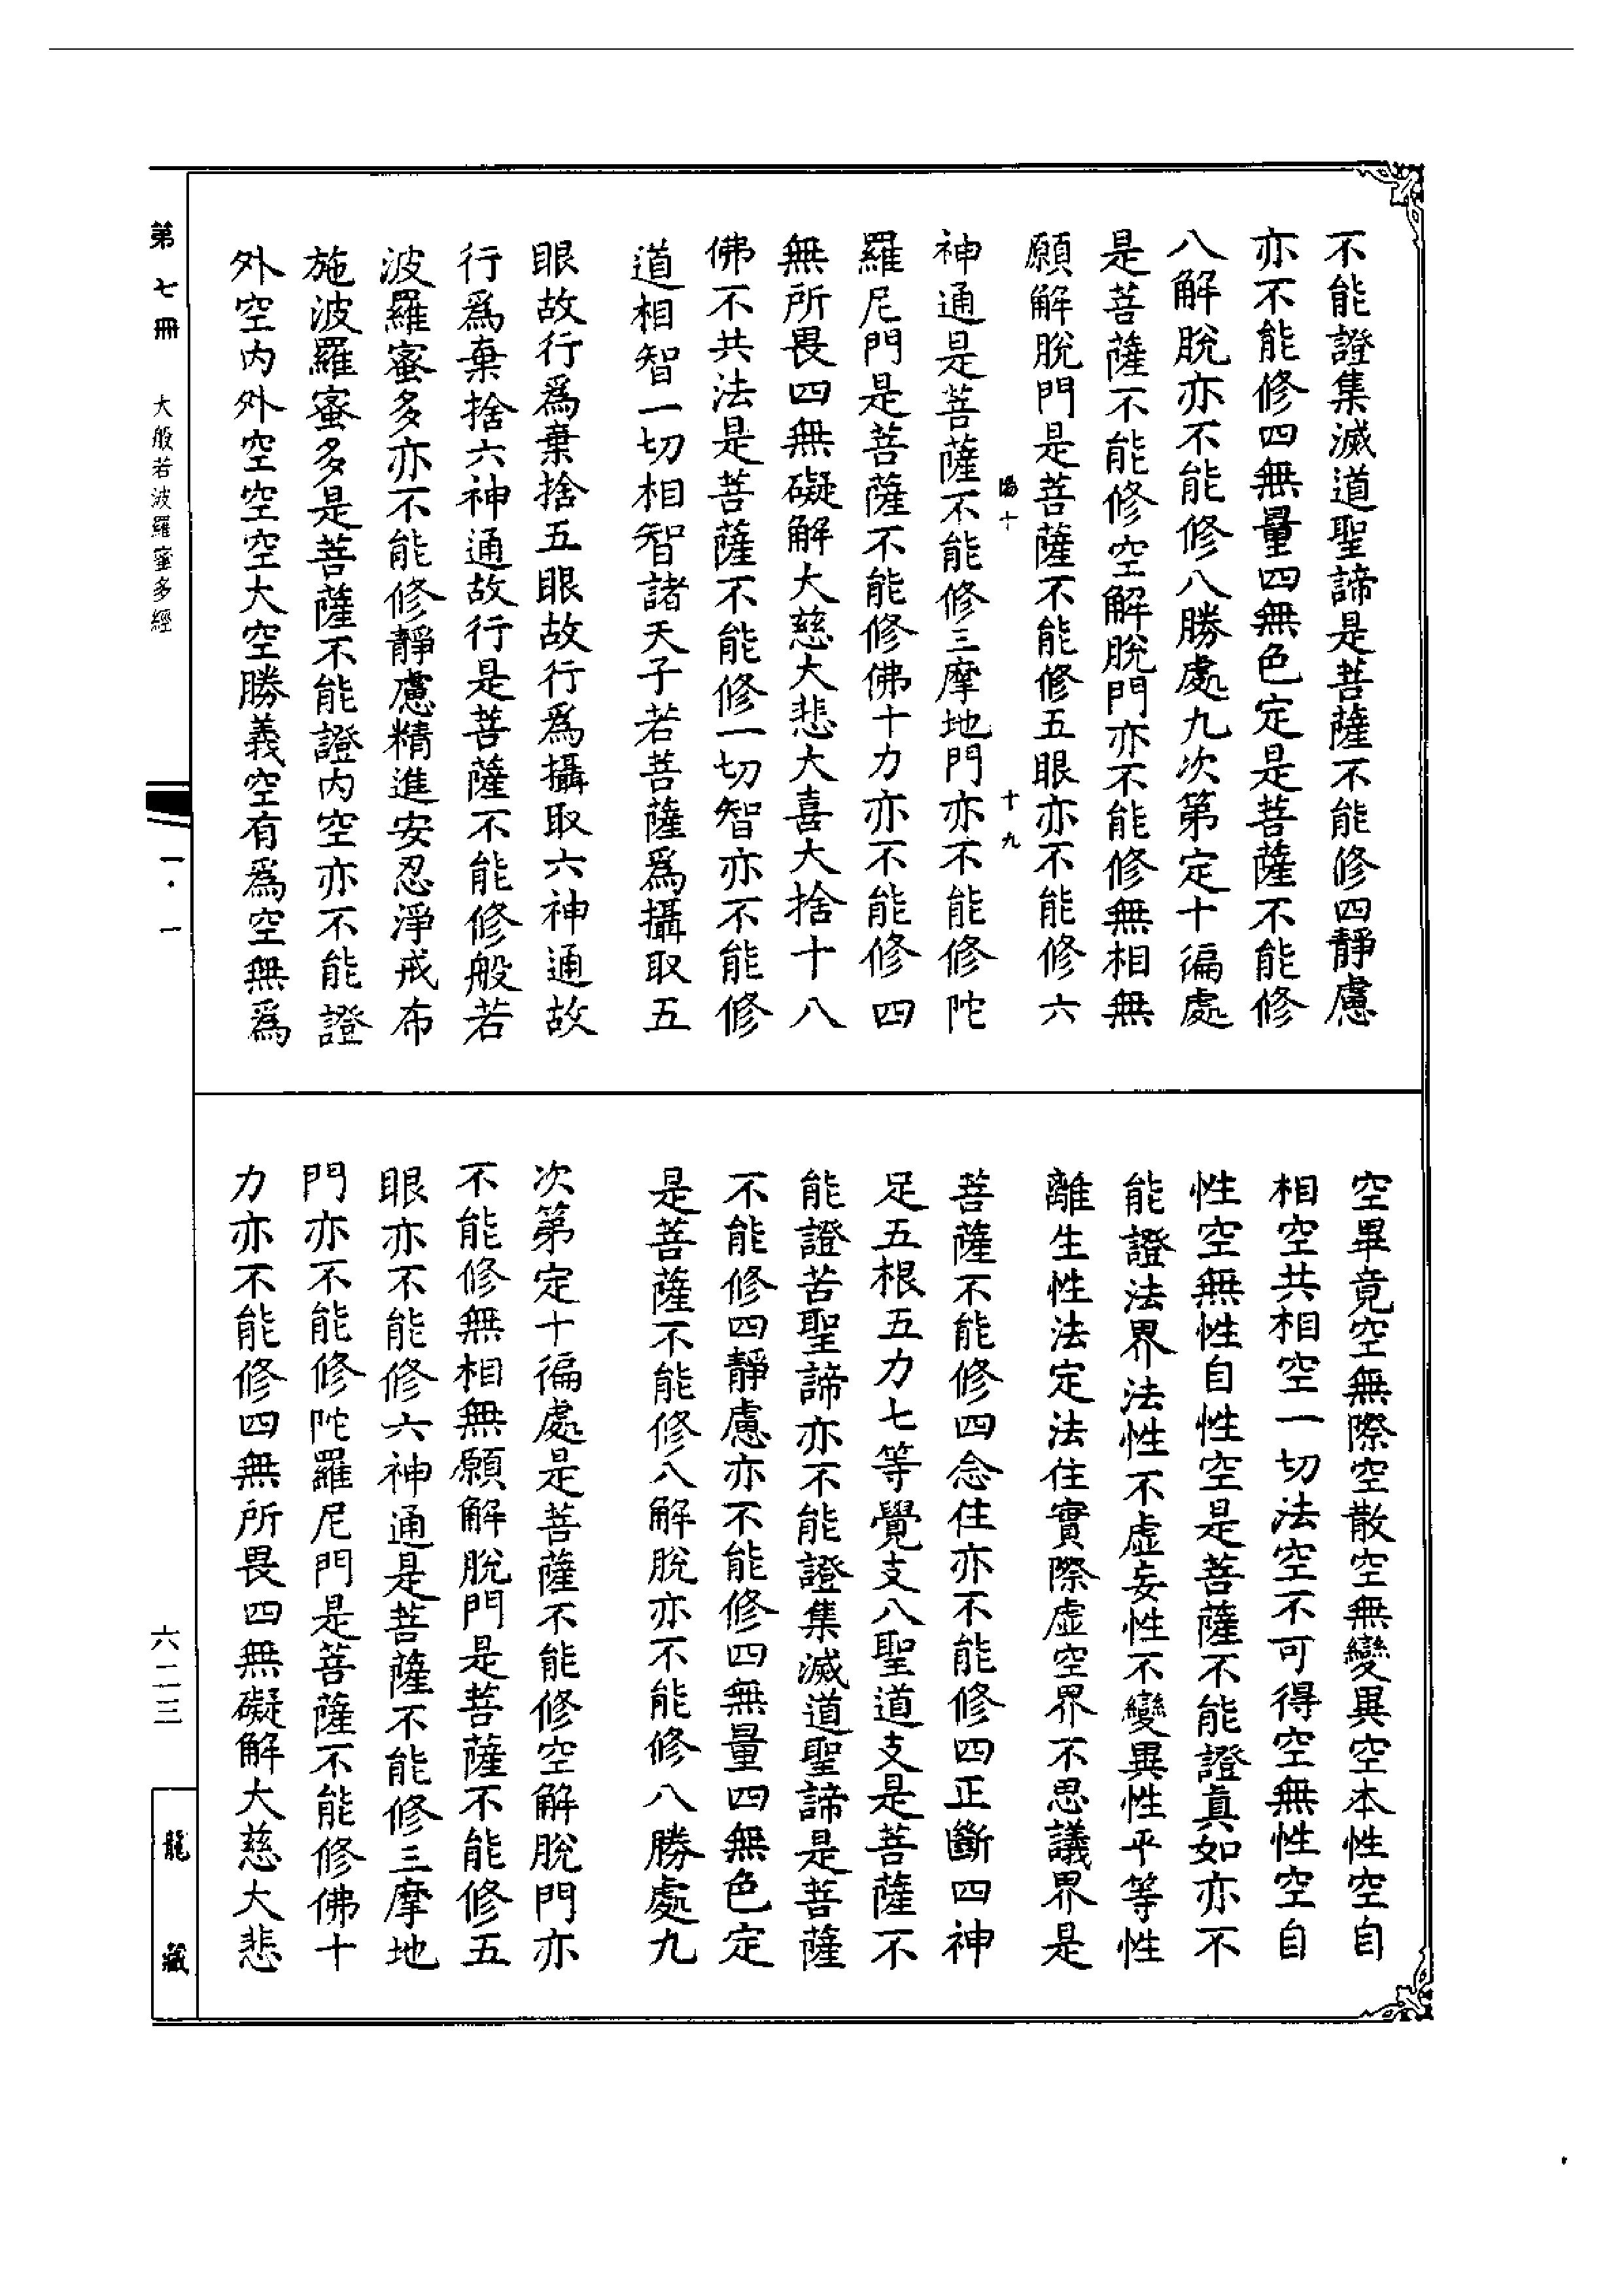 不能證集滅道聖諦是菩薩不能修四靜慮
亦不能修四無量四無色定是菩薩不能修
八解脫亦不能修八勝處九次第定十徧處
是菩薩不能修空解脫門亦不能修無相無
願解脫門是菩薩不能修五眼亦不能修六
十九
神通是菩薩不能修三摩地門亦不能修陀
羅尼門是菩薩不能修佛十力亦不能修四
無所畏四無礙解大慈大悲大喜大捨十八
佛不共法是菩薩不能修一切智亦不能修
道相智一切相智諸天子若菩薩爲攝取五
眼故行爲棄捨五眼故行爲攝取六神通故
行爲棄捨六神通故行是菩薩不能修般若
波羅蜜多亦不能修靜慮精進安忍淨戒布
施波羅蜜多是菩薩不能證内空亦不能證
外空内外空空空大空勝義空有爲空無爲
空畢竟空無際空散空無變異空本性空自
相空共相空一切法空不可得空無性空自
性空無性自性空是菩薩不能證真如亦不
能證法界法性不虛妄性不變異性平等性
離生性法定法住實際虛空界不思議界是
菩薩不能修四念住亦不能修四正斷四神
足五根五力七等覺支八聖道支是菩薩不
能證苦聖諦亦不能證集滅道聖諦是菩薩
不能修四靜慮亦不能修四無量四無色定
是菩薩不能修八解脫亦不能修八勝處九
次第定十徧處是菩薩不能修空解脫門亦
不能修無相無願解脫門是菩薩不能修五
眼亦不能修六神通是菩薩不能修三摩地
門亦不能修陀羅尼門是菩薩不能修佛十
力亦不能修四無所畏四無礙解大慈大悲
第七冊 大般若波羅蜜多經 一·一 六二三 龍藏